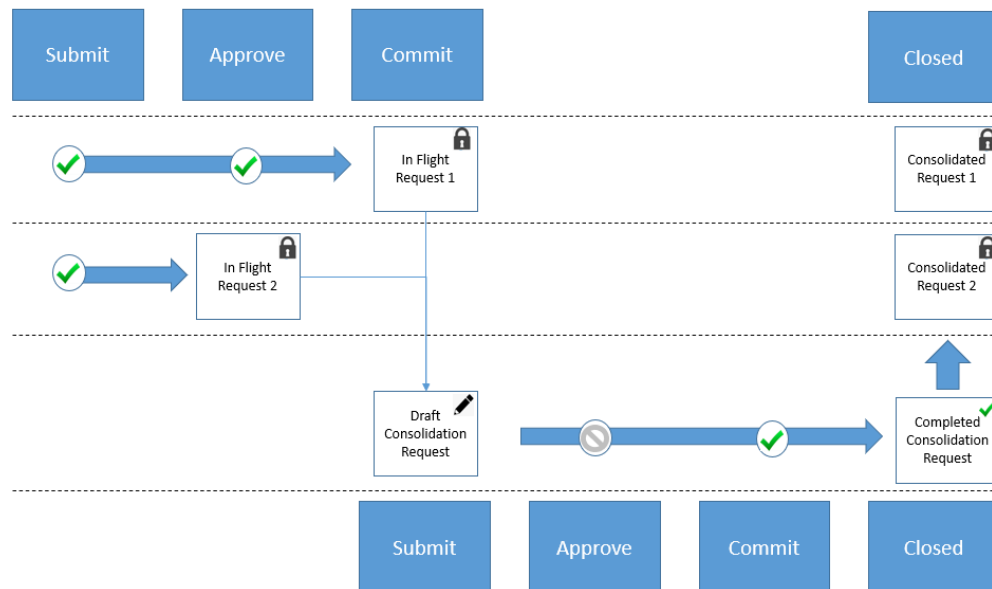 Submit
Approve
Commit
Closed
In Flight
Request 1
Consolidated
Request 1
In Flight
Request 2
Consolidated
Request 2
Draft
Consolidation
Request
Completed
Consolidation
Request
Submit
Approve
Commit
Closed